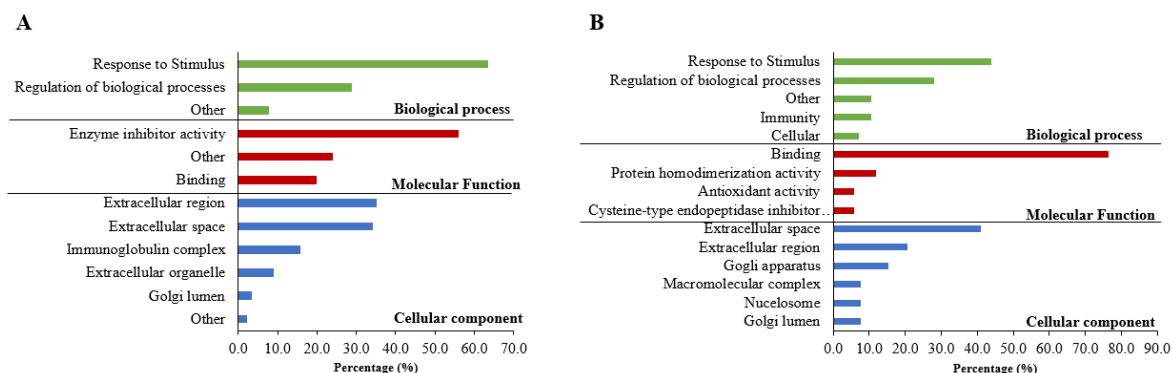 A
Response to Stimulus
Regulation of biological processes
Other
Biological process
Enzyme inhibitor activity
Other
Binding
Molecular Function
Extracellular region
Extracellular space
Immunoglobulin complex
Extracellular organelle
Golgi lumen
Other
Cellular component
0.0 10.0 20.0 30.0 40.0 50.0 60.0 70.0
Percentage (%)
B
Response to Stimulus
Regulation of biological processes
Other
Immunity
Cellular
Biological process
Binding
Protein homodimerization activity
Antioxidant activity
Cysteine-type endopeptidase inhibitor…
Molecular Function
Extracellular space
Extracellular region
Gogli apparatus
Macromolecular complex
Nucelosome
Golgi lumen
Cellular component
0.0 10.0 20.0 30.0 40.0 50.0 60.0 70.0 80.0 90.0
Percentage (%)